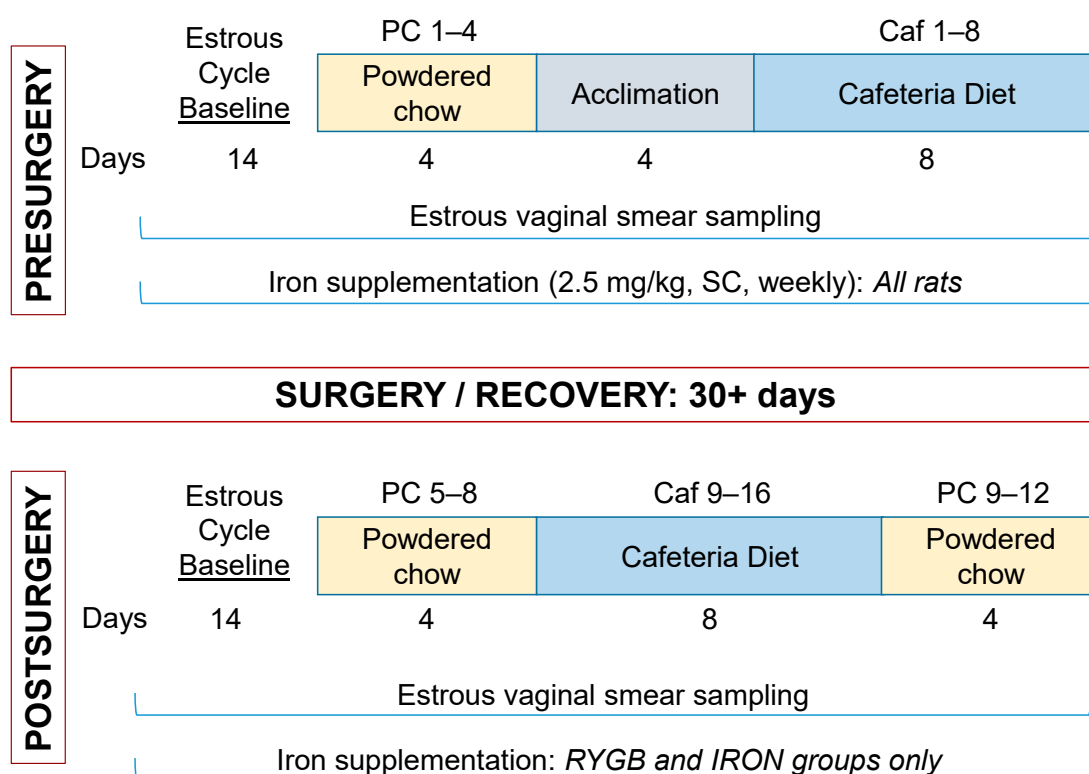 PRESURGERY
Estrous
Cycle
Baseline
PC 1–4
Caf 1–8
Powdered
chow
Acclimation
Cafeteria Diet
Days 14 4 4 8
Estrous vaginal smear sampling
Iron supplementation (2.5 mg/kg, SC, weekly): All rats
SURGERY / RECOVERY: 30+ days
POSTSURGERY
Estrous
Cycle
Baseline
PC 5–8
Caf 9–16
PC 9–12
Powdered
chow
Cafeteria Diet
Powdered
chow
Days 14 4 8 4
Estrous vaginal smear sampling
Iron supplementation: RYGB and IRON groups only